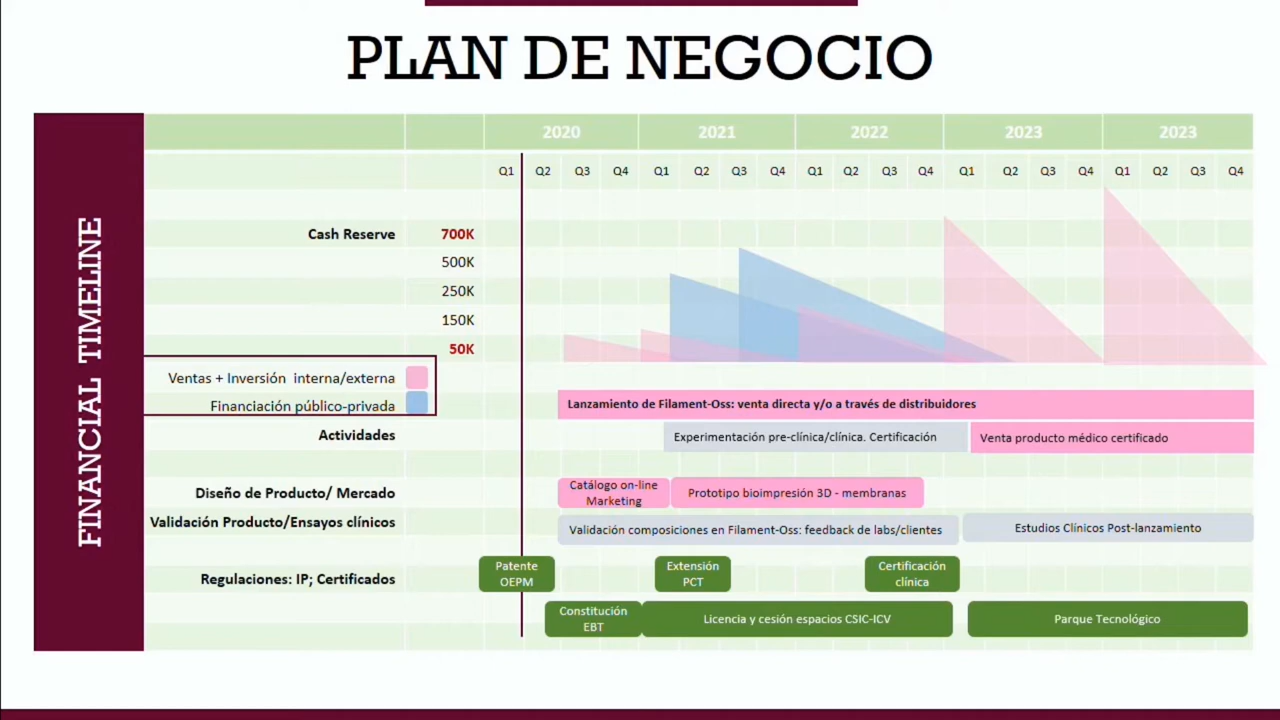 PLAN DE NEGOCIO
FINANCIAL TIMELINE
2020 2021 2022 2023 2023
Q1 Q2 Q3 Q4 Q1 Q2 Q3 Q4 Q1 Q2 Q3 Q4 Q1 Q2 Q3 Q4 Q1 Q2 Q3 Q4
Cash Reserve 700K
500K
250K
150K
50K
Ventas + Inversión interna/externa
Financiación público-privada
Lanzamiento de Filament-Oss: venta directa y/o a través de distribuidores
Actividades
Experimentación pre-clínica/clínica. Certificación
Venta producto médico certificado
Diseño de Producto/ Mercado
Catálogo on-line
Marketing
Prototipo bioimpresión 3D - membranas
Validación Producto/Ensayos clínicos
Validación composiciones en Filament-Oss: feedback de labs/clientes
Estudios Clínicos Post-lanzamiento
Regulaciones: IP; Certificados
Patente
OEPM
Extensión
PCT
Certificación
clínica
Constitución
EBT
Licencia y cesión espacios CSIC-ICV
Parque Tecnológico